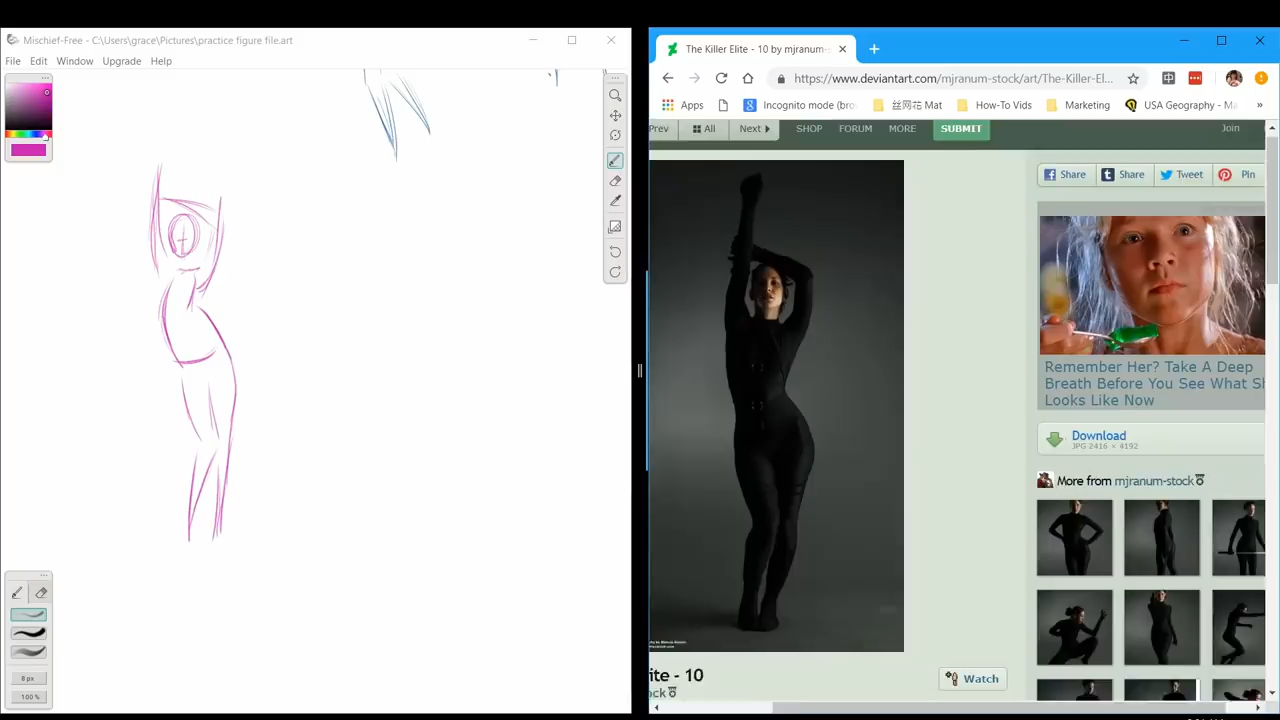 Mischief-Free - C:\Users\grace\Pictures\practice figure file.art
File Edit Window Upgrade Help
8 px
100 %
The Killer Elite - 10 by mjranum-
https://www.deviantart.com/mjranum-stock/art/The-Killer-El...
Apps Incognito mode (bro 丝网花 Mat How-To Vids Marketing USA Geography - Ma »
Prev All Next SHOP FORUM MORE SUBMIT Join
Share Share Tweet Pin
Remember Her? Take A Deep
Breath Before You See What Sh
Looks Like Now
Download
JPG 2416 × 4192
More from mjranum-stock
ite - 10
Watch